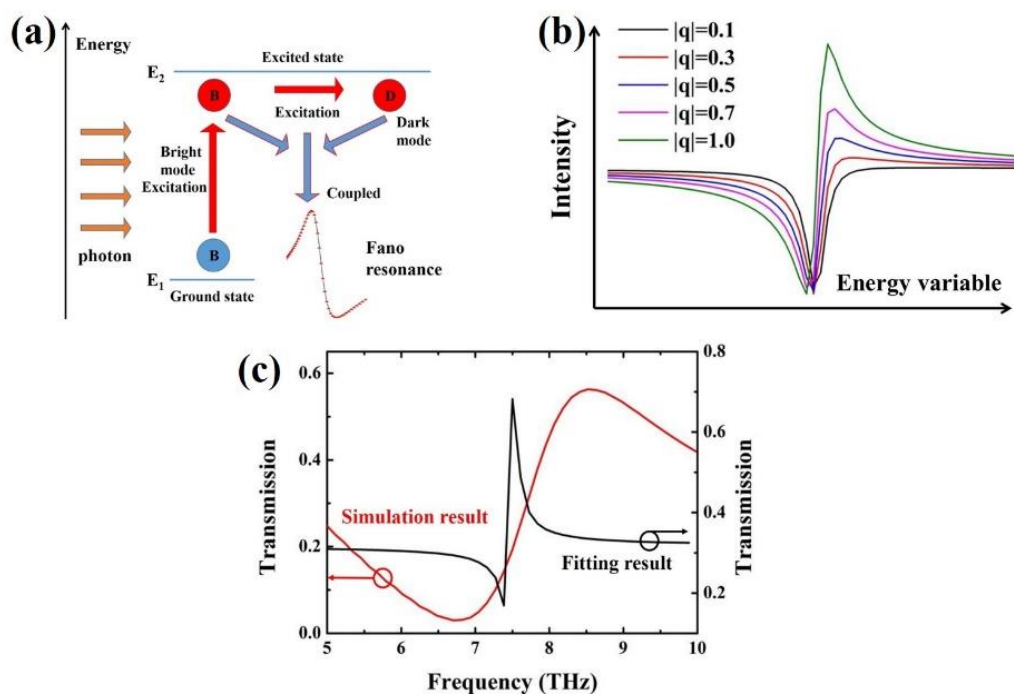 (a)
Energy
E2
Excited state
B
D
Excitation
Dark
mode
Bright
mode
Excitation
Coupled
photon
B
Fano
resonance
E1
Ground state
(b)
|q|=0.1
|q|=0.3
|q|=0.5
|q|=0.7
|q|=1.0
Intensity
Energy variable
(c)
0.6
0.4
0.2
0.0
Transmission
Simulation result
Fitting result
0.8
0.6
0.4
0.2
Transmission
5 6 7 8 9 10
Frequency (THz)